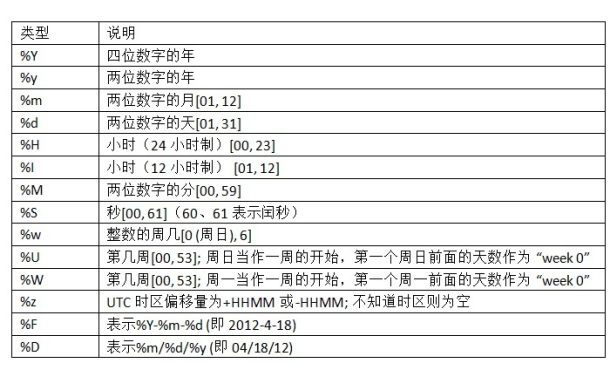 类型 说明
%Y 四位数字的年
%y 两位数字的年
%m 两位数字的月[01, 12]
%d 两位数字的天[01, 31]
%H 小时（24 小时制）[00, 23]
%I 小时（12 小时制） [01, 12]
%M 两位数字的分[00, 59]
%S 秒[00, 61]（60、61 表示闰秒）
%w 整数的周几[0 (周日), 6]
%U 第几周[00, 53]; 周日当作一周的开始，第一个周日前面的天数作为 “week 0”
%W 第几周[00, 53]; 周一当作一周的开始，第一个周一前面的天数作为 “week 0”
%z UTC 时区偏移量为+HHMM 或-HHMM; 不知道时区则为空
%F 表示%Y-%m-%d (即 2012-4-18)
%D 表示%m/%d/%y (即 04/18/12)